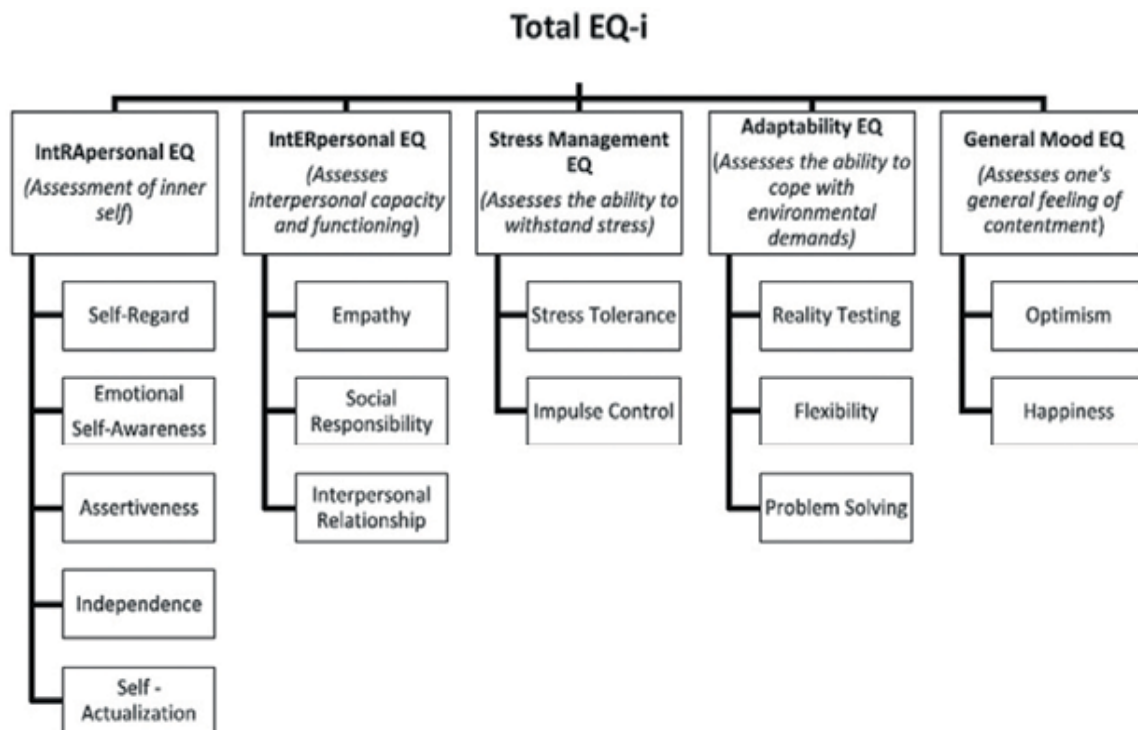 Total EQ-i
IntRApersonal EQ
(Assessment of inner
self)
IntERpersonal EQ
(Assesses
interpersonal capacity
and functioning)
Stress Management
EQ
(Assesses the ability to
withstand stress)
Adaptability EQ
(Assesses the ability to
cope with
environmental
demands)
General Mood EQ
(Assesses one's
general feeling of
contentment)
Self-Regard
Emotional
Self-Awareness
Assertiveness
Independence
Self -
Actualization
Empathy
Social
Responsibility
Interpersonal
Relationship
Stress Tolerance
Impulse Control
Reality Testing
Flexibility
Problem Solving
Optimism
Happiness